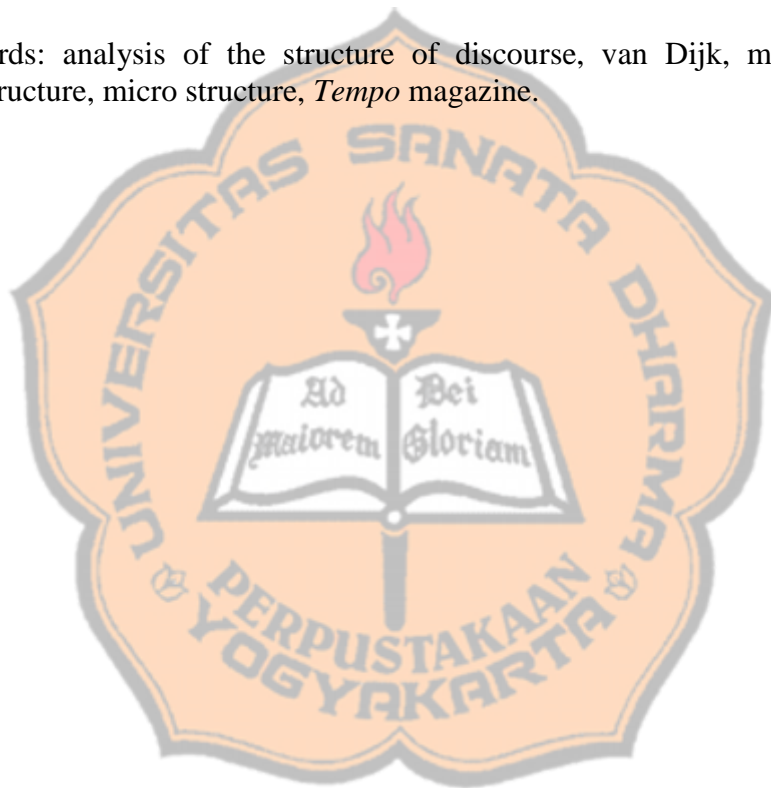 rds: analysis of the structure of discourse, van Dijk, m
ructure, micro structure, Tempo magazine.
UNIVERSITAS SANATA DHARMA
Ad Dei
Maiorem Gloriam
PERPUSTAKAAN
YOGYAKARTA